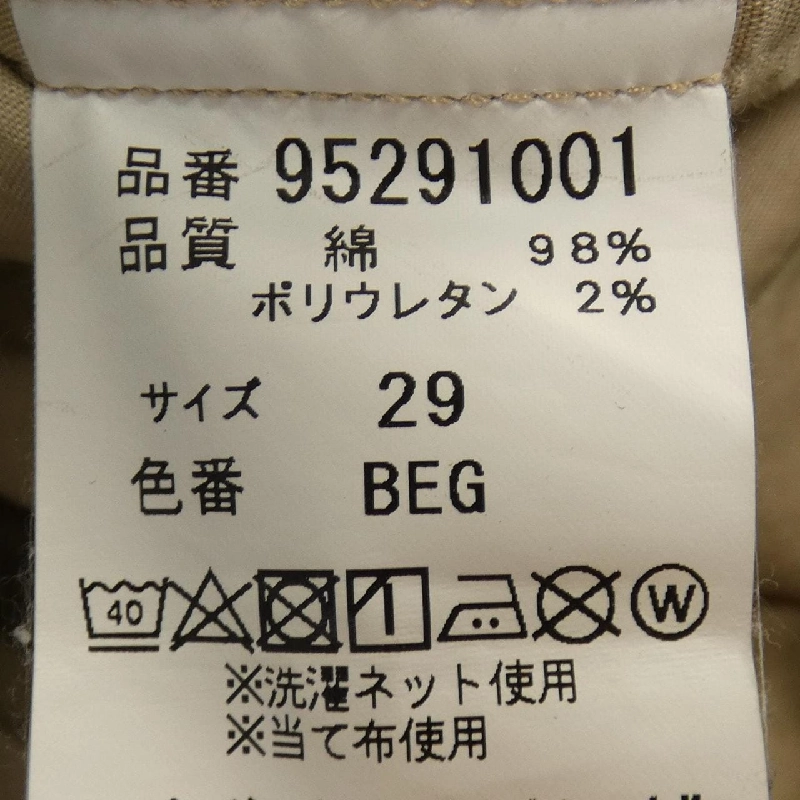 品番 95291001
品質 綿 98%
ポリウレタン 2%
サイズ 29
色番 BEG
40 W
※洗濯ネット使用
※当て布使用